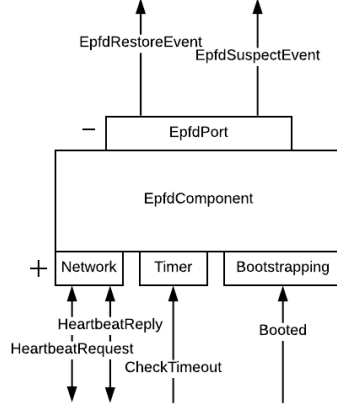 EpfdRestoreEvent
EpfdSuspectEvent
− EpfdPort
EpfdComponent
+ Network Timer Bootstrapping
HeartbeatReply
Booted
HeartbeatRequest
CheckTimeout